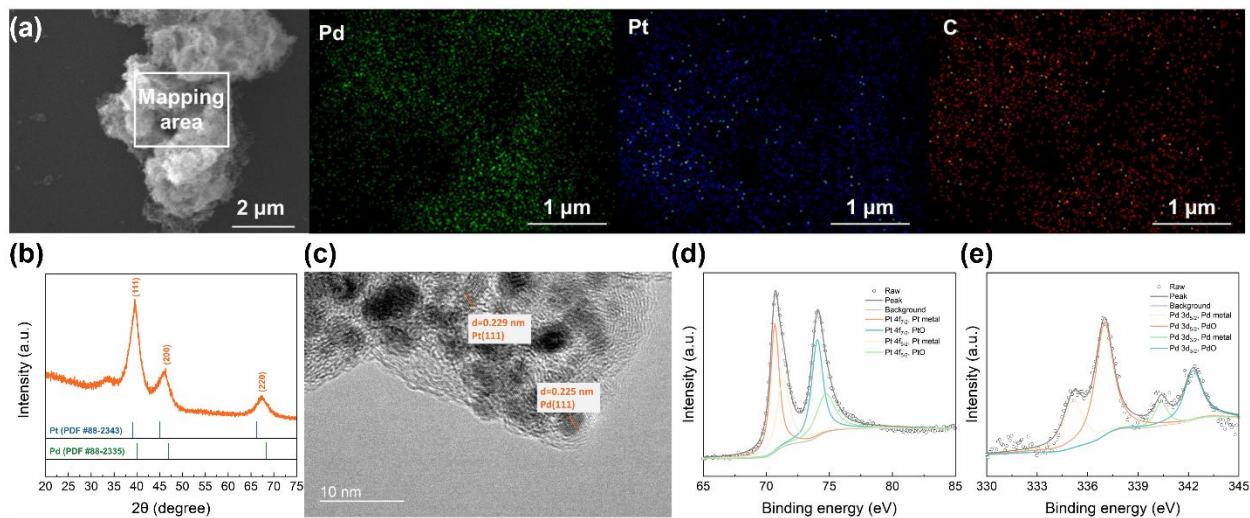 (a)
Mapping
area
2 μm
Pd
1 μm
Pt
1 μm
C
1 μm
(b)
Intensity (a.u.)
(111)
(200)
(220)
Pt (PDF #88-2343)
Pd (PDF #88-2335)
20 25 30 35 40 45 50 55 60 65 70 75
2θ (degree)
(c)
d=0.229 nm
Pt(111)
d=0.225 nm
Pd(111)
10 nm
(d)
Intensity (a.u.)
Raw
Peak
Background
Pt 4f7/2, Pt metal
Pt 4f7/2, PtO
Pt 4f5/2, Pt metal
Pt 4f5/2, PtO
65 70 75 80 85
Binding energy (eV)
(e)
Intensity (a.u.)
Raw
Peak
Background
Pd 3d5/2, Pd metal
Pd 3d5/2, PdO
Pd 3d3/2, Pd metal
Pd 3d3/2, PdO
330 333 336 339 342 345
Binding energy (eV)